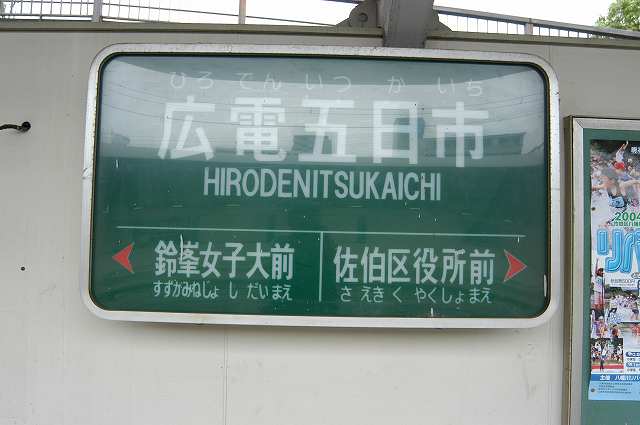 ひろでんいつかいち
広電五日市
HIRODENITSUKAICHI
鈴峯女子大前
すずがみねじょしだいまえ
佐伯区役所前
さえきくやくしょまえ
2004
リバ